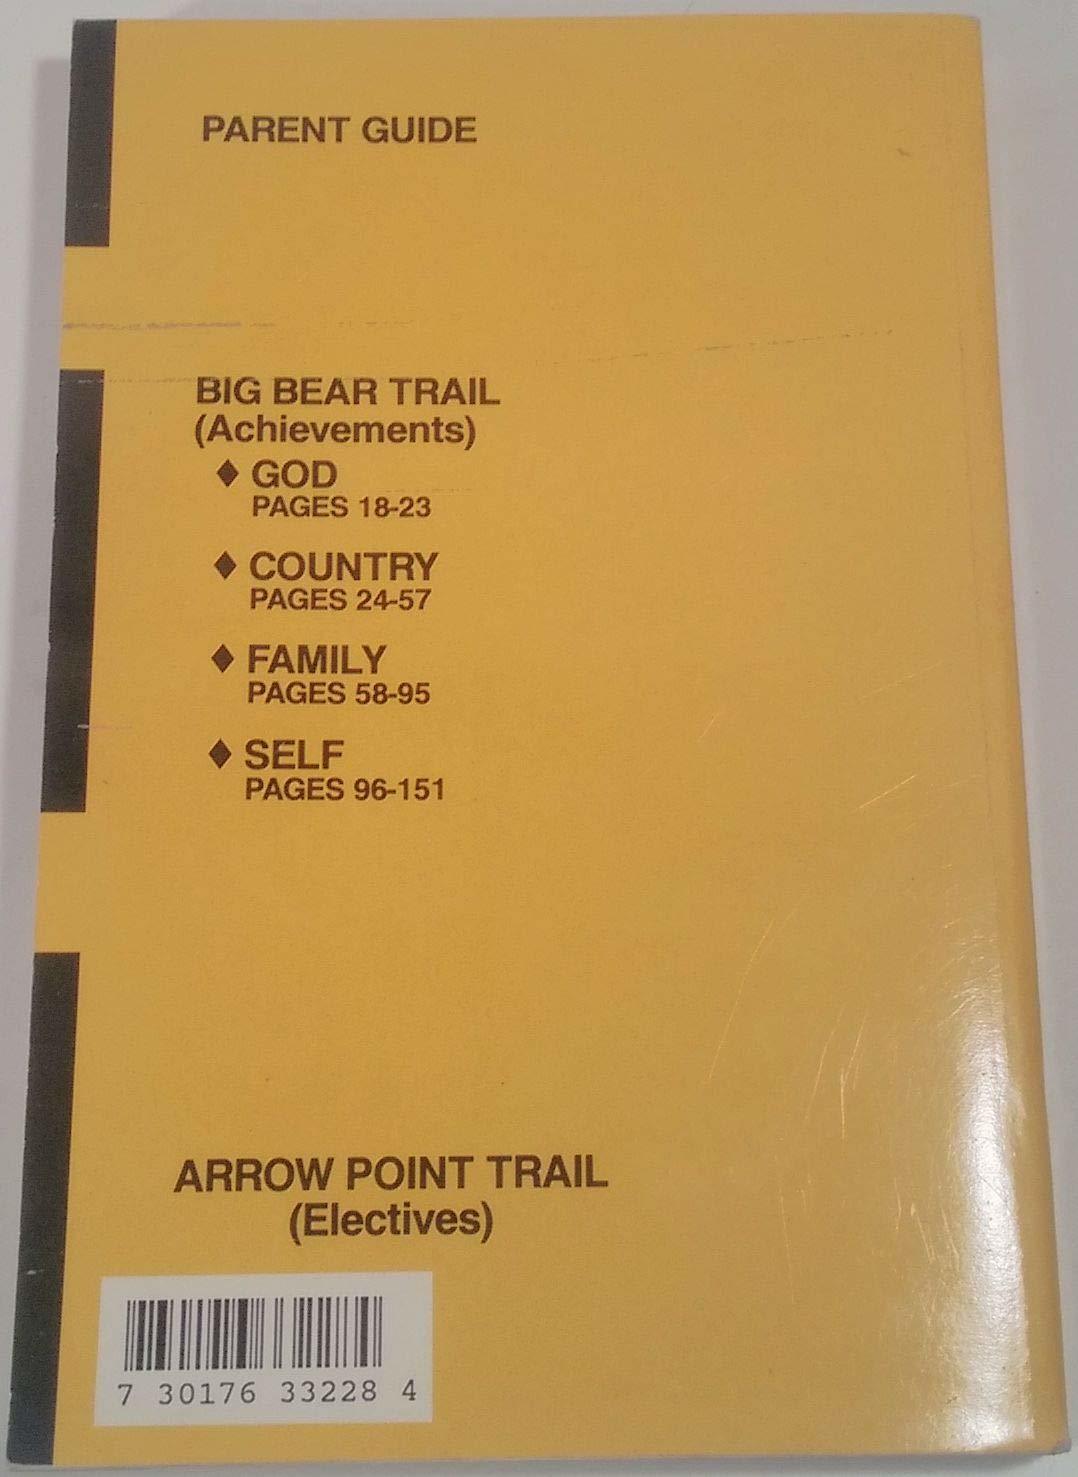 PARENT GUIDE
BIG BEAR TRAIL
(Achievements)
♦ GOD
PAGES 18-23
♦ COUNTRY
PAGES 24-57
♦ FAMILY
PAGES 58-95
♦ SELF
PAGES 96-151
ARROW POINT TRAIL
(Electives)
7 30176 33228 4